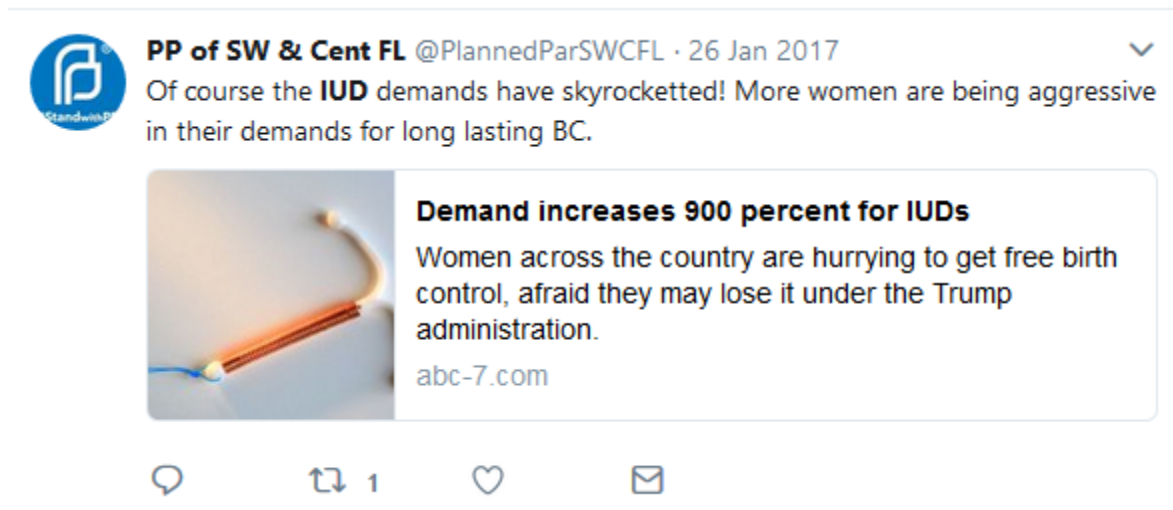 PP of SW & Cent FL @PlannedParSWCFL · 26 Jan 2017
Of course the IUD demands have skyrocketted! More women are being aggressive
in their demands for long lasting BC.
StandwithPP
Demand increases 900 percent for IUDs
Women across the country are hurrying to get free birth
control, afraid they may lose it under the Trump
administration.
abc-7.com
1